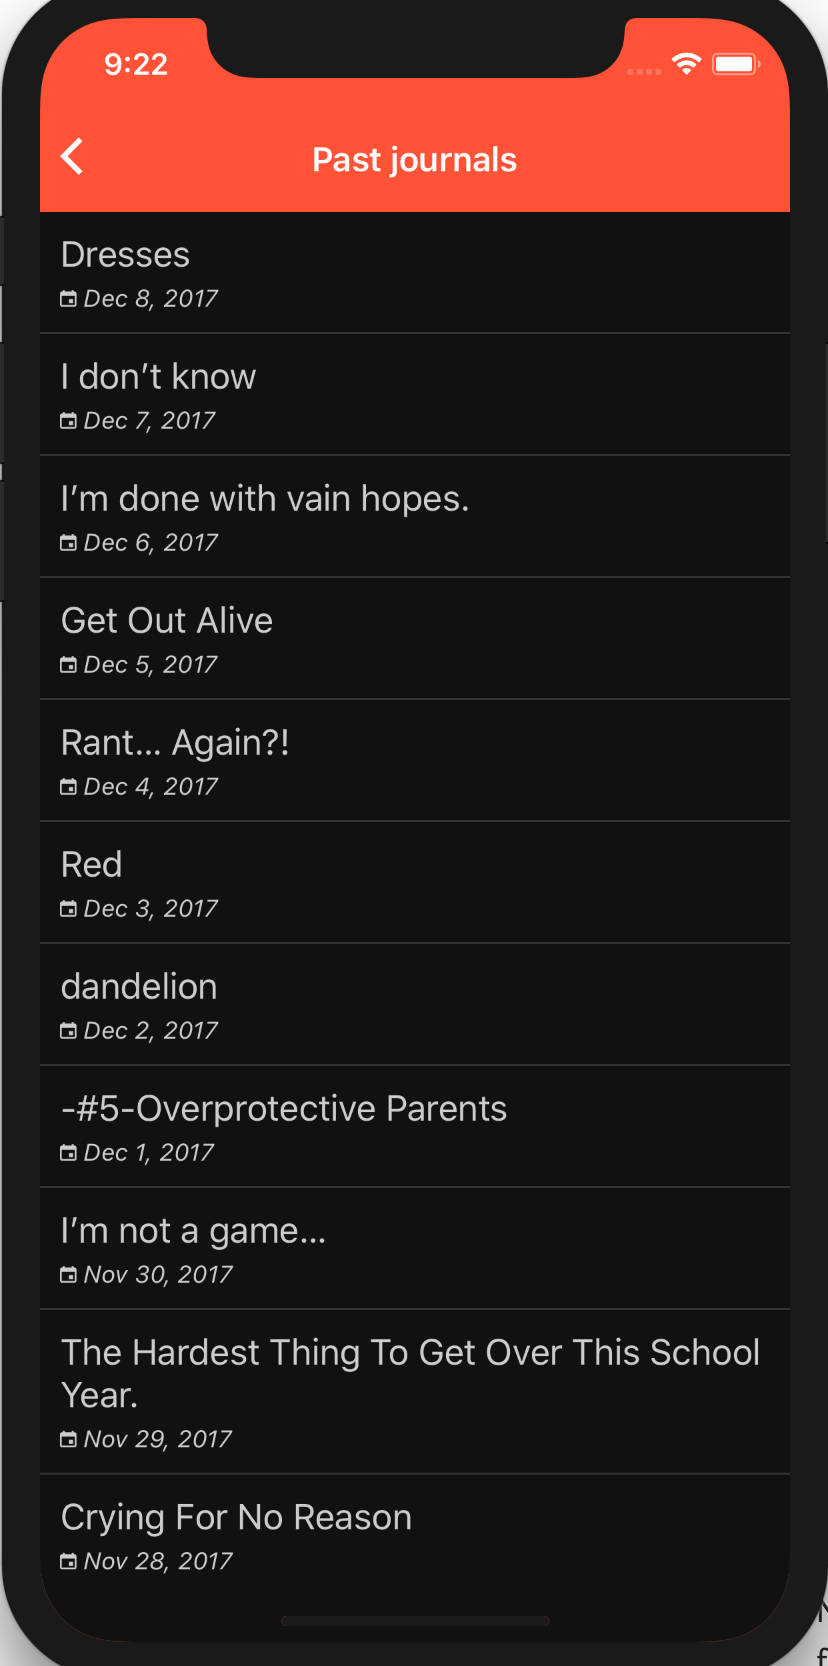 9:22
Past journals
Dresses
Dec 8, 2017
I don’t know
Dec 7, 2017
I’m done with vain hopes.
Dec 6, 2017
Get Out Alive
Dec 5, 2017
Rant... Again?!
Dec 4, 2017
Red
Dec 3, 2017
dandelion
Dec 2, 2017
-#5-Overprotective Parents
Dec 1, 2017
I’m not a game...
Nov 30, 2017
The Hardest Thing To Get Over This School
Year.
Nov 29, 2017
Crying For No Reason
Nov 28, 2017